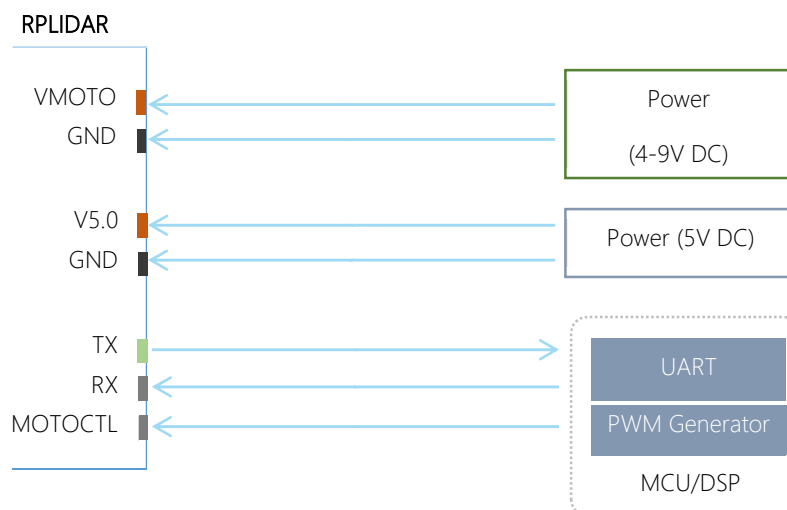 RPLIDAR
VMOTO
GND
Power
(4-9V DC)
V5.0
GND
Power (5V DC)
TX
RX
MOTOCTL
UART
PWM Generator
MCU/DSP